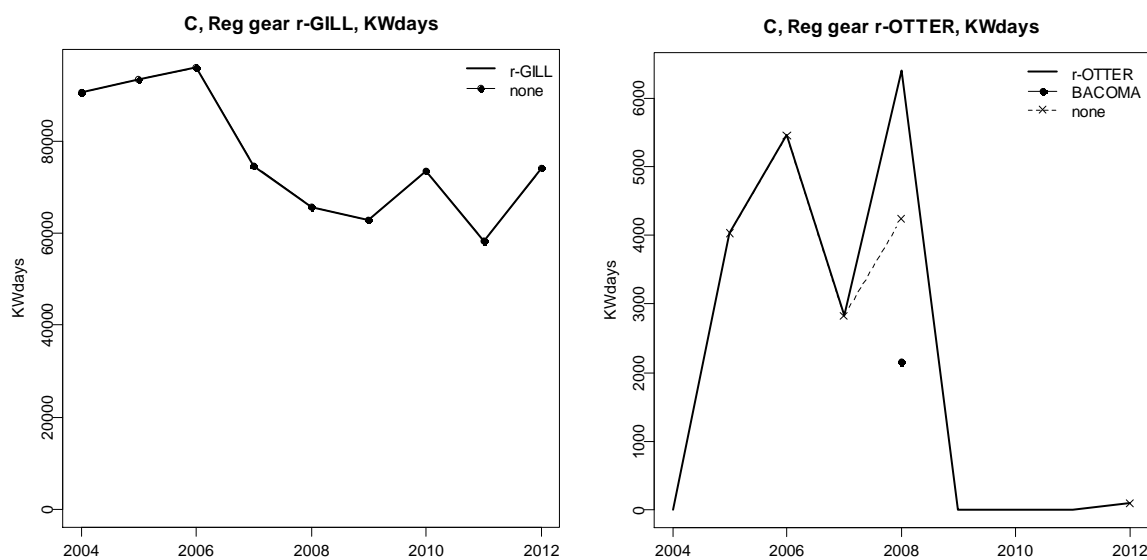 C, Reg gear r-GILL, KWdays
r-GILL
none
KWdays
80000
60000
40000
20000
0
2004 2006 2008 2010 2012
C, Reg gear r-OTTER, KWdays
r-OTTER
BACOMA
none
KWdays
6000
5000
4000
3000
2000
1000
0
2004 2006 2008 2010 2012